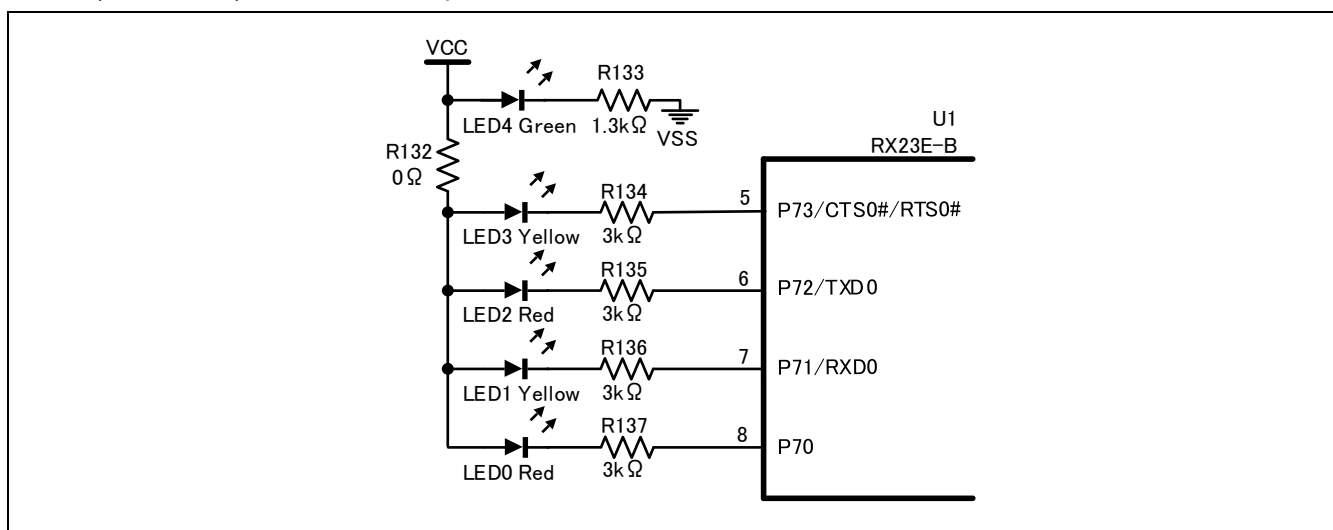 VCC
R133
LED4 Green
1.3kΩ
VSS
U1
RX23E-B
R132
0Ω
R134
5
P73/CTS0#/RTS0#
LED3 Yellow
3kΩ
R135
6
P72/TXD0
LED2 Red
3kΩ
R136
7
P71/RXD0
LED1 Yellow
3kΩ
R137
8
P70
LED0 Red
3kΩ